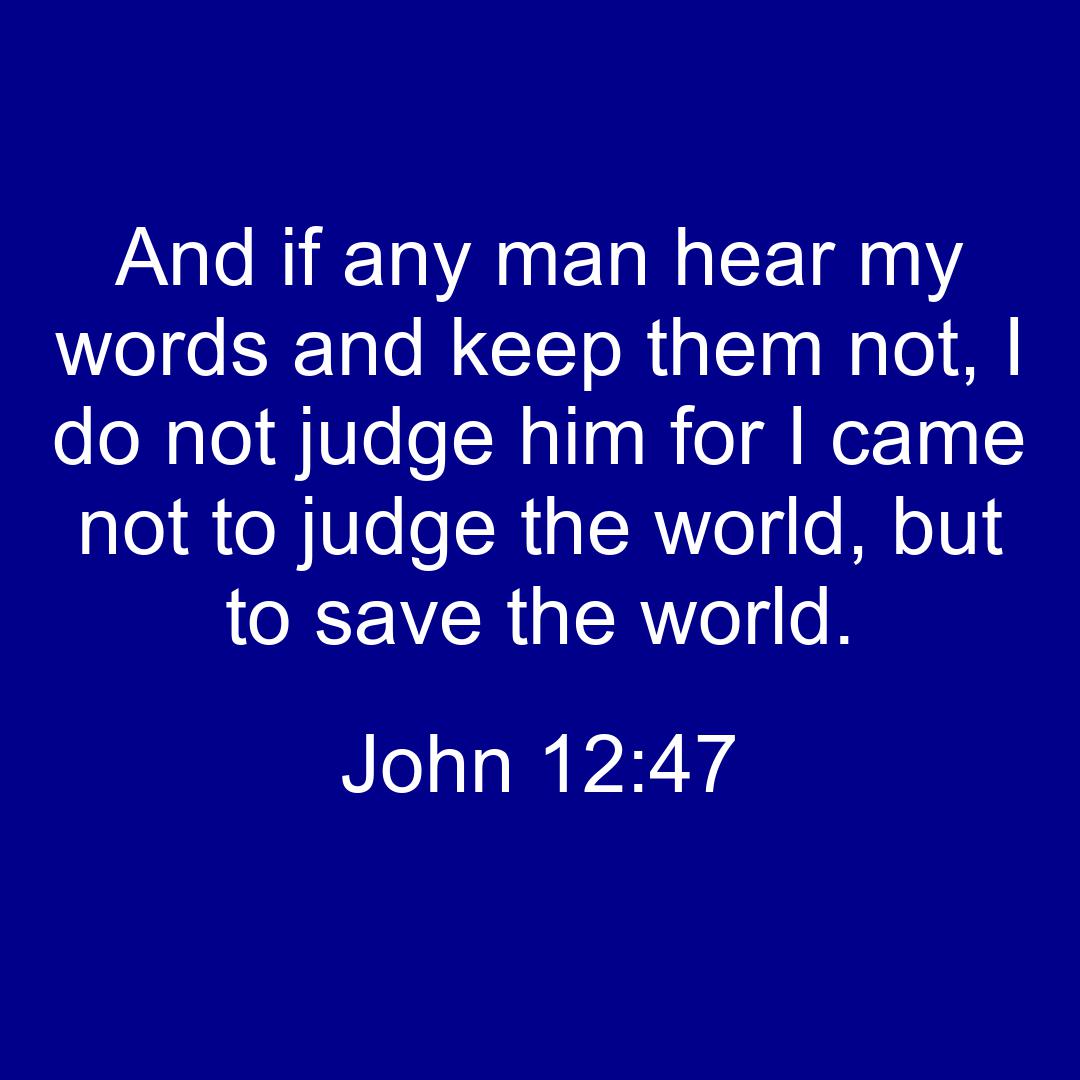 And if any man hear my
words and keep them not, I
do not judge him for I came
not to judge the world, but
to save the world.
John 12:47